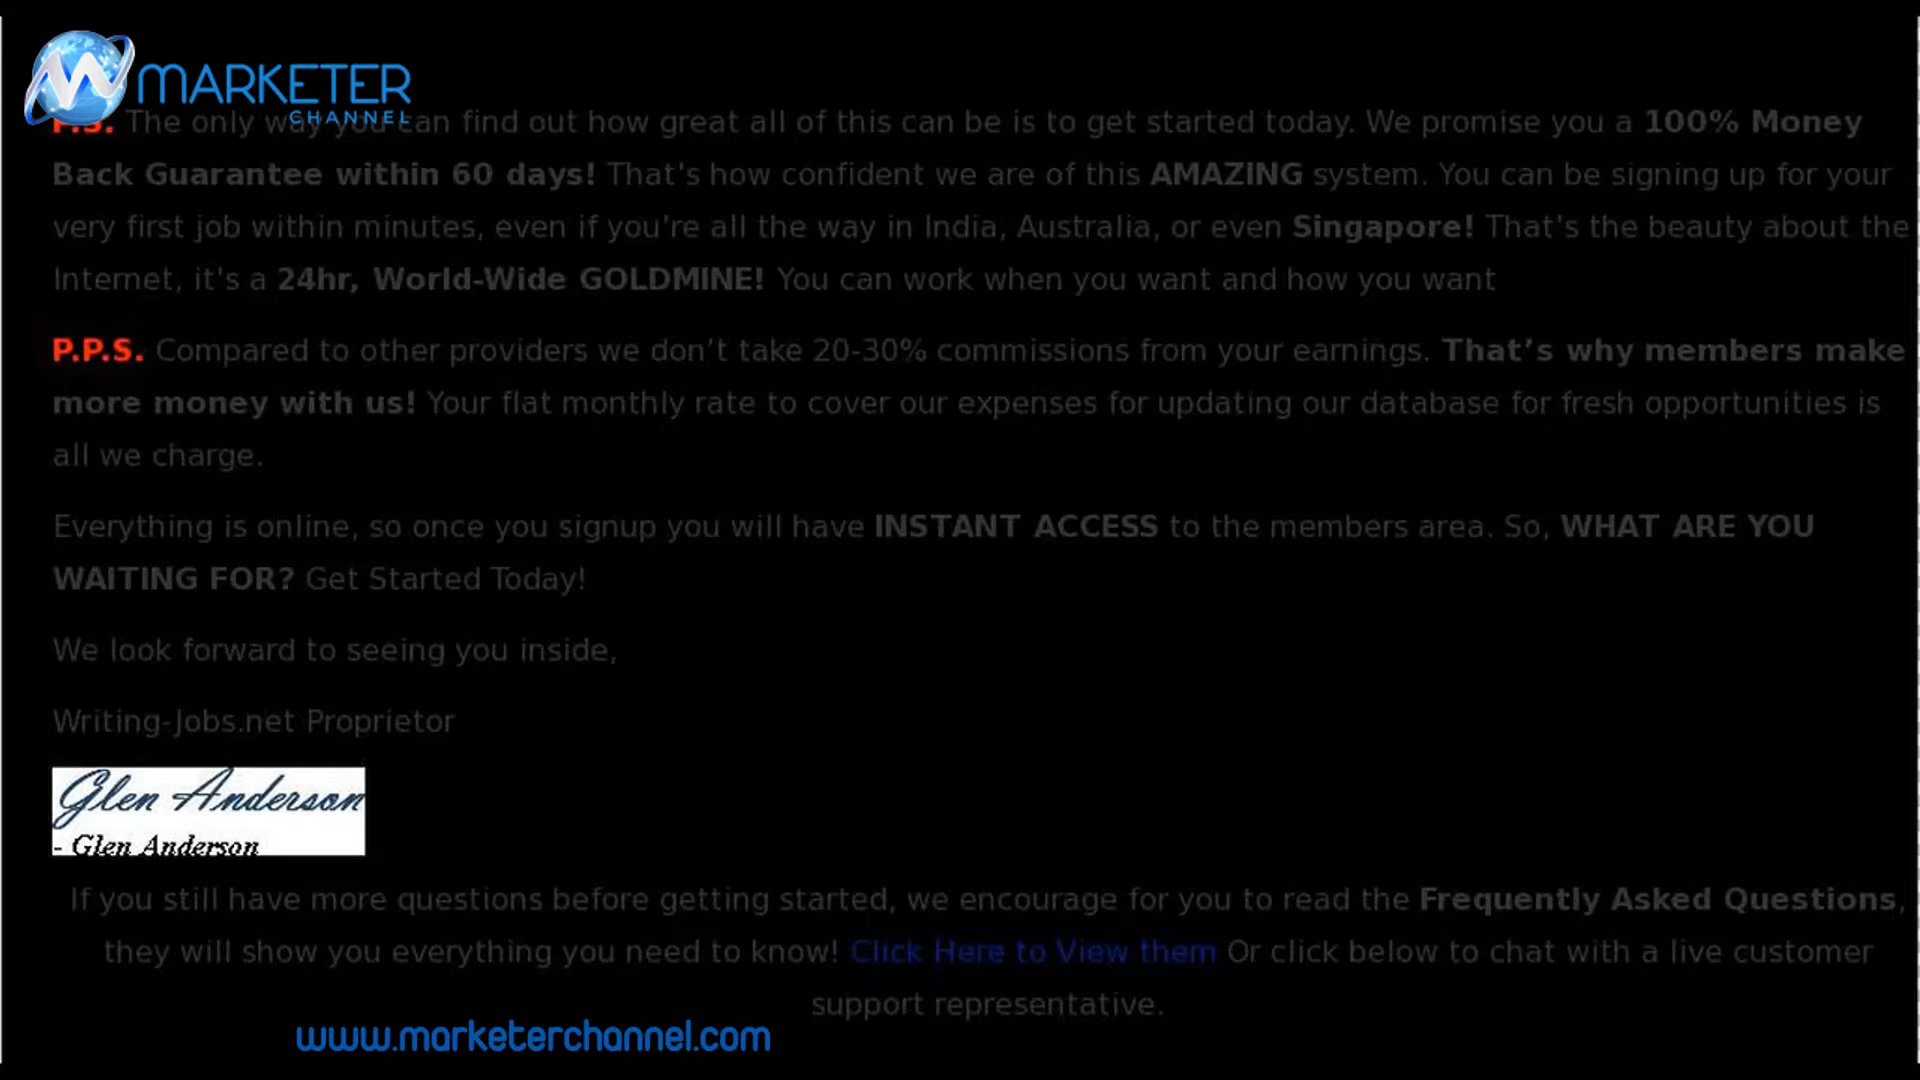 MARKETER
CHANNEL
P.S. The only way you can find out how great all of this can be is to get started today. We promise you a 100% Money
Back Guarantee within 60 days! That's how confident we are of this AMAZING system. You can be signing up for your
very first job within minutes, even if you're all the way in India, Australia, or even Singapore! That's the beauty about the
Internet, it's a 24hr, World-Wide GOLDMINE! You can work when you want and how you want
P.P.S. Compared to other providers we don’t take 20-30% commissions from your earnings. That’s why members make
more money with us! Your flat monthly rate to cover our expenses for updating our database for fresh opportunities is
all we charge.
Everything is online, so once you signup you will have INSTANT ACCESS to the members area. So, WHAT ARE YOU
WAITING FOR? Get Started Today!
We look forward to seeing you inside,
Writing-Jobs.net Proprietor
Glen Anderson
- Glen Anderson
If you still have more questions before getting started, we encourage for you to read the Frequently Asked Questions,
they will show you everything you need to know! Click Here to View them Or click below to chat with a live customer
support representative.
www.marketerchannel.com